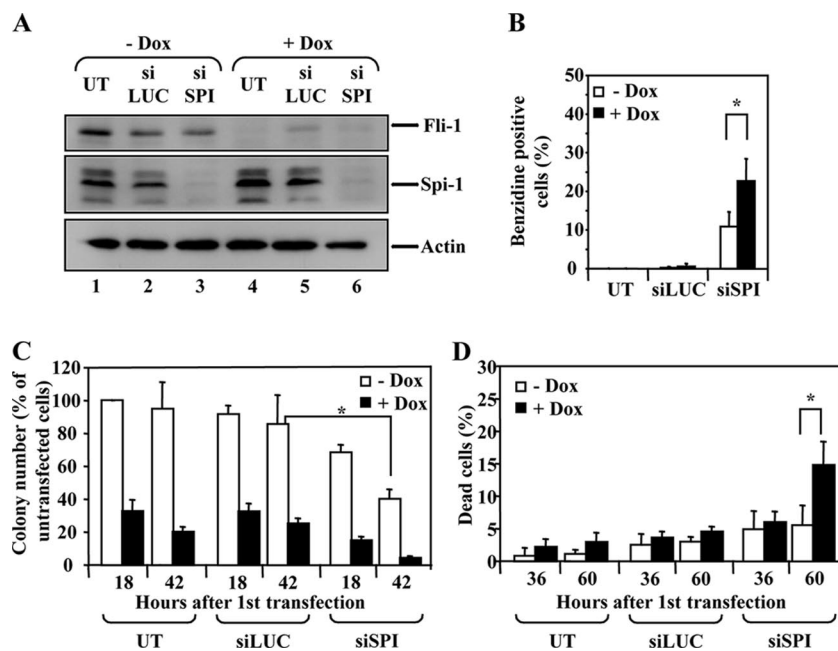 A
- Dox
+ Dox
UT
si
LUC
si
SPI
UT
si
LUC
si
SPI
Fli-1
Spi-1
Actin
1 2 3 4 5 6
B
Benzidine positive
cells (%)
50
40
30
20
10
0
- Dox
+ Dox
*
UT siLUC siSPI
C
Colony number (% of
untransfected cells)
120
100
80
60
40
20
0
- Dox
+ Dox
*
18 42 18 42 18 42
Hours after 1st transfection
UT siLUC siSPI
D
Dead cells (%)
30
25
20
15
10
5
0
- Dox
+ Dox
*
36 60 36 60 36 60
Hours after 1st transfection
UT siLUC siSPI